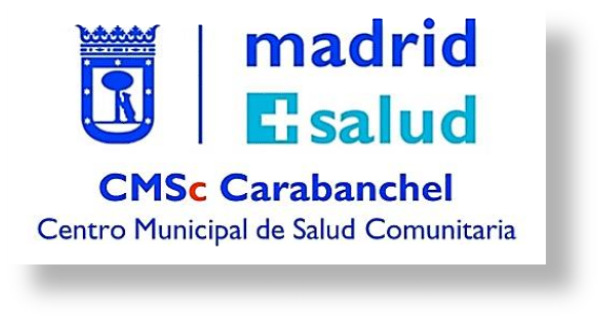 madrid
salud
CMSc Carabanchel
Centro Municipal de Salud Comunitaria